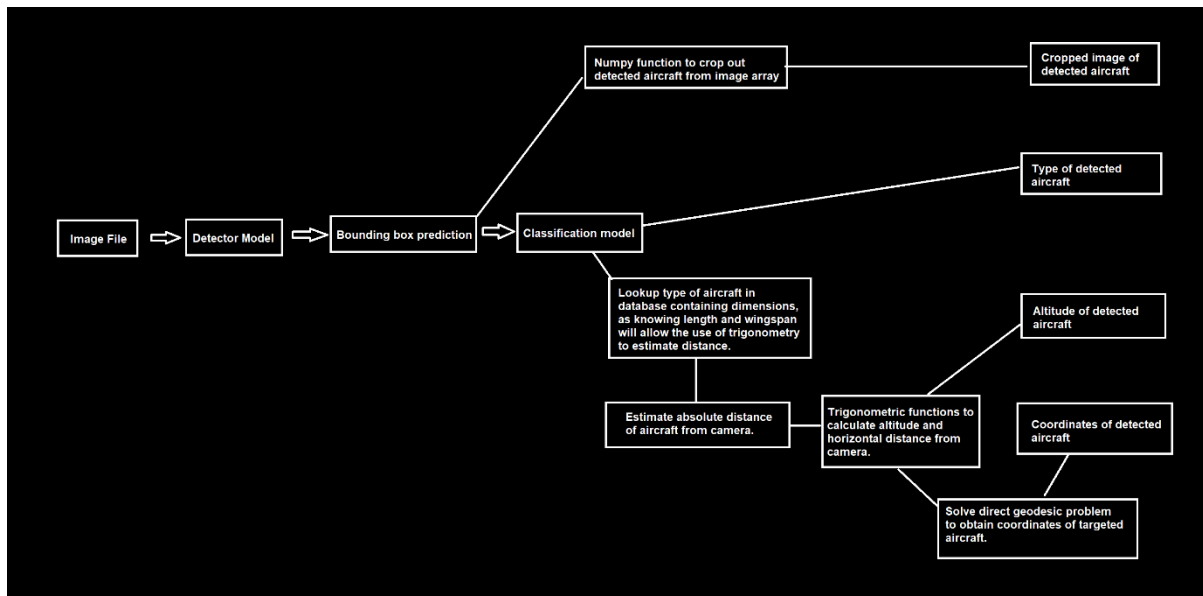 Numpy function to crop out
detected aircraft from image array
Cropped image of
detected aircraft
Type of detected
aircraft
Image File
Detector Model
Bounding box prediction
Classification model
Lookup type of aircraft in
database containing dimensions,
as knowing length and wingspan
will allow the use of trigonometry
to estimate distance.
Altitude of detected
aircraft
Estimate absolute distance
of aircraft from camera.
Trigonometric functions to
calculate altitude and
horizontal distance from
camera.
Coordinates of detected
aircraft
Solve direct geodesic problem
to obtain coordinates of targeted
aircraft.